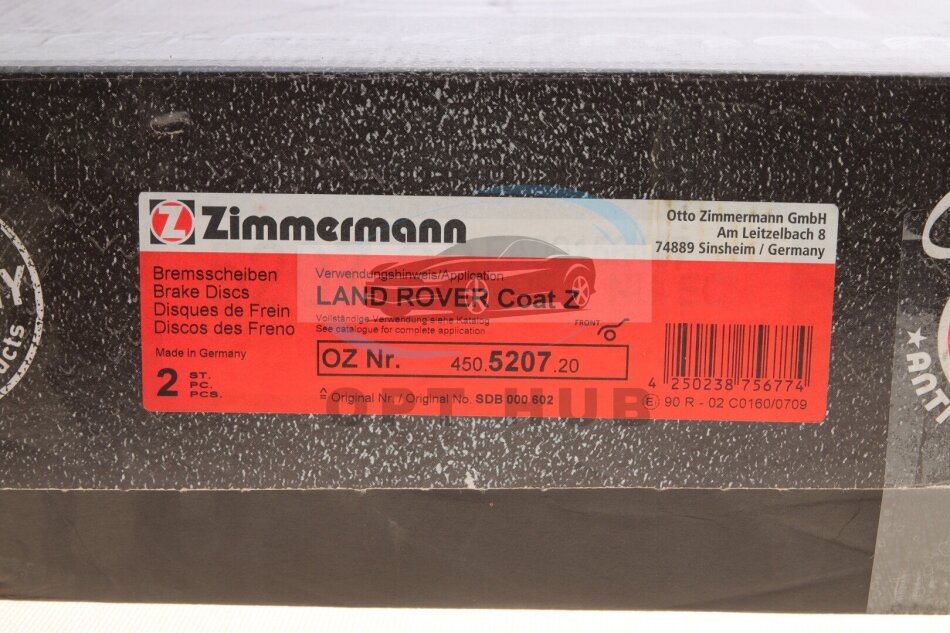 Z Zimmermann
Otto Zimmermann GmbH
Am Leitzelbach 8
74889 Sinsheim / Germany
Bremsscheiben
Brake Discs
Disques de Frein
Discos des Freno
Made in Germany
2 ST.
PC.
PCS.
Verwendungshinweis/Application
LAND ROVER Coat Z
Vollständige Verwendung siehe Katalog
See catalogue for complete application
FRONT
OZ Nr. 450.5207.20
Original Nr. / Original No. SDB 000 602
4 250238 756774
E 90 R - 02 C0160/0709
OPT HUB
ANTI